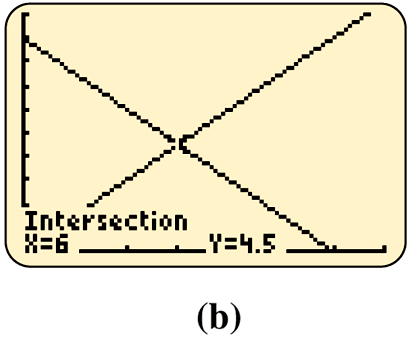 Intersection
X=6 Y=4.5
(b)